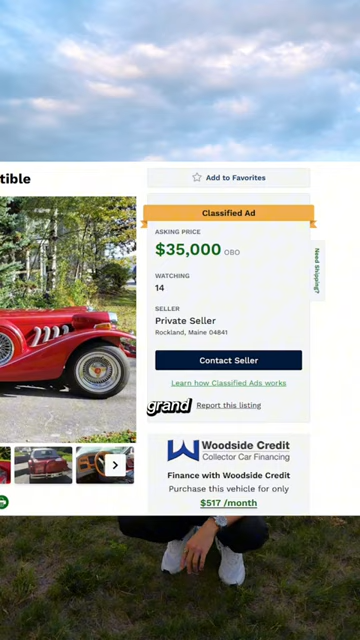 tible
Add to Favorites
Classified Ad
ASKING PRICE
$35,000 OBO
WATCHING
14
SELLER
Private Seller
Rockland, Maine 04841
Contact Seller
Learn how Classified Ads works
grand
Report this listing
Woodside Credit
Collector Car Financing
Finance with Woodside Credit
Purchase this vehicle for only
$517 /month
Need Shipping?